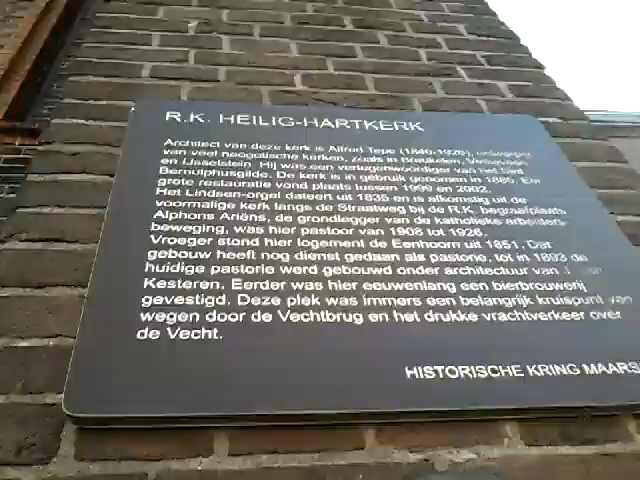 R.K. HEILIG-HARTKERK
Architect van deze kerk is Alfred Tepe (1840-1920), ontwerper
van veel neogotische kerken, zoals in Breukelen, Vreeswijk
en IJsselstein. Hij was een vertegenwoordiger van het Sint
Bernulphusgilde. De kerk is in gebruik genomen in 1885. Een
grote restauratie vond plaats tussen 1999 en 2002.
Het Lindsen-orgel dateert uit 1835 en is afkomstig uit de
voormalige kerk langs de Straatweg bij de R.K. begraafplaats.
Alphons Ariëns, de grondlegger van de katholieke arbeiders-
beweging, was hier pastoor van 1908 tot 1926.
Vroeger stond hier logement de Eenhoorn uit 1851. Dat
gebouw heeft nog dienst gedaan als pastorie, tot in 1893 de
huidige pastorie werd gebouwd onder architectuur van
Kesteren. Eerder was hier eeuwenlang een bierbrouwerij
gevestigd. Deze plek was immers een belangrijk kruispunt van
wegen door de Vechtbrug en het drukke vrachtverkeer over
de Vecht.
HISTORISCHE KRING MAARS